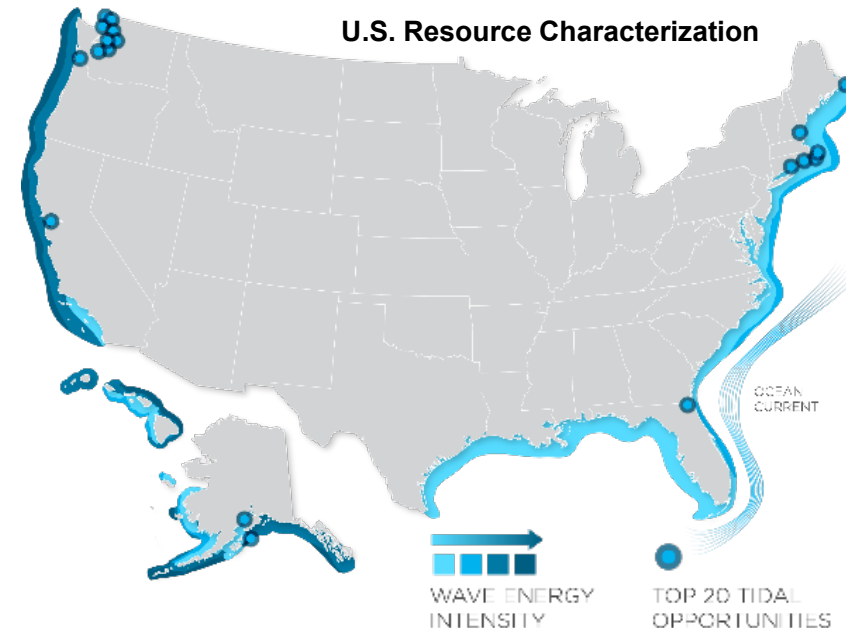 U.S. Resource Characterization
OCEAN
CURRENT
WAVE ENERGY
INTENSITY
TOP 20 TIDAL
OPPORTUNITIES